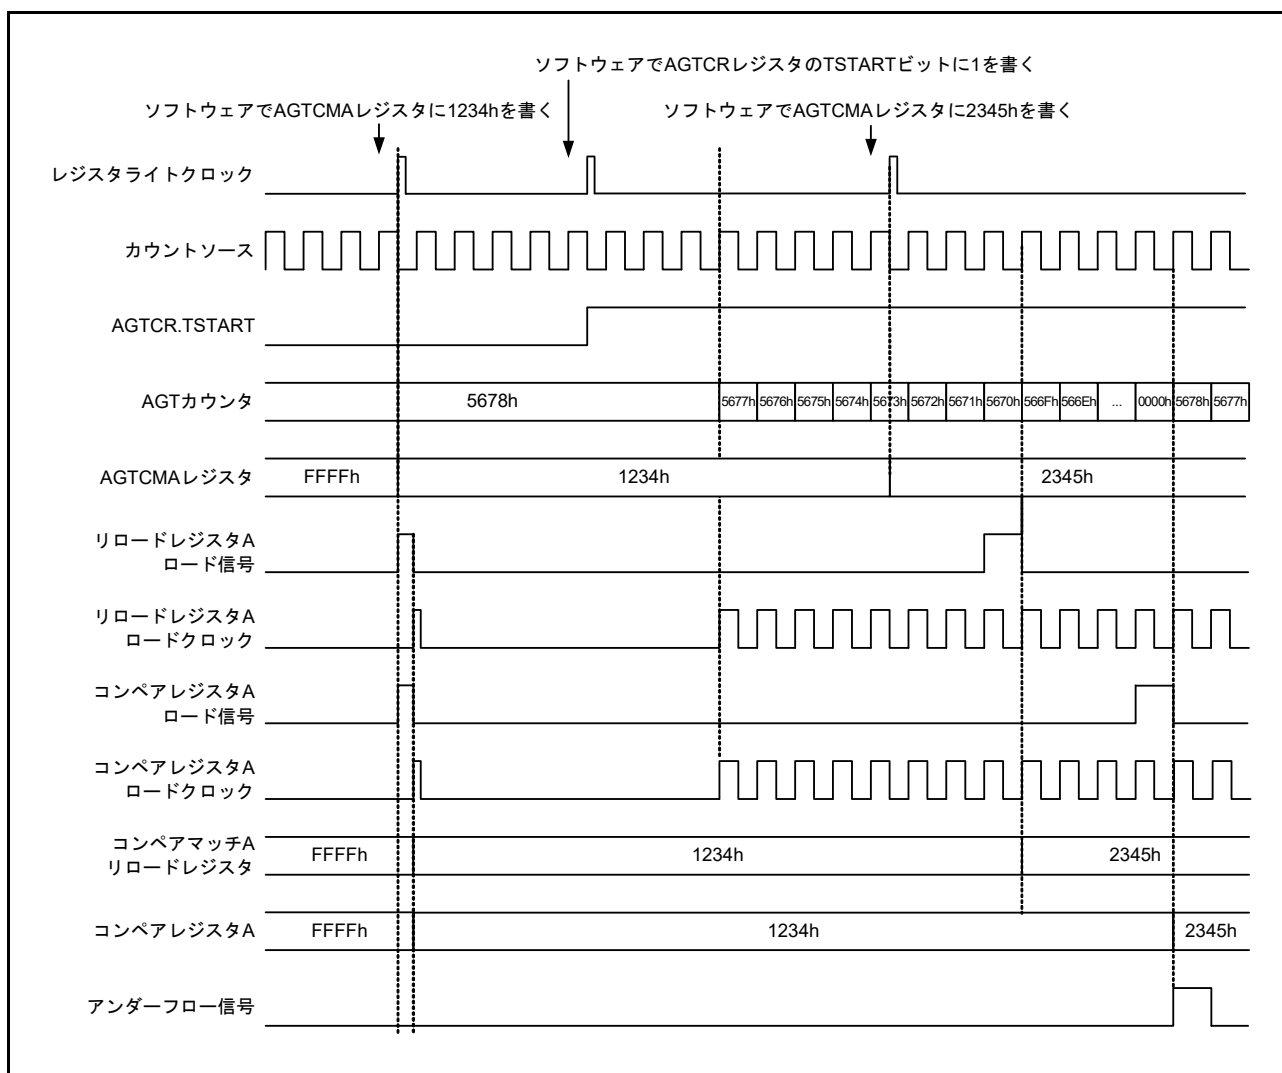 ソフトウェアでAGTCRレジスタのTSTARTビットに1を書く
ソフトウェアでAGTCMAレジスタに1234hを書く
ソフトウェアでAGTCMAレジスタに2345hを書く
レジスタライトクロック
カウントソース
AGTCR.TSTART
AGTカウンタ
5678h
5677h 5676h 5675h 5674h 5673h 5672h 5671h 5670h 566Fh 566Eh ... 0000h 5678h 5677h
AGTCMAレジスタ
FFFFh
1234h
2345h
リロードレジスタA
ロード信号
リロードレジスタA
ロードクロック
コンペアレジスタA
ロード信号
コンペアレジスタA
ロードクロック
コンペアマッチA
リロードレジスタ
FFFFh
1234h
2345h
コンペアレジスタA
FFFFh
1234h
2345h
アンダーフロー信号